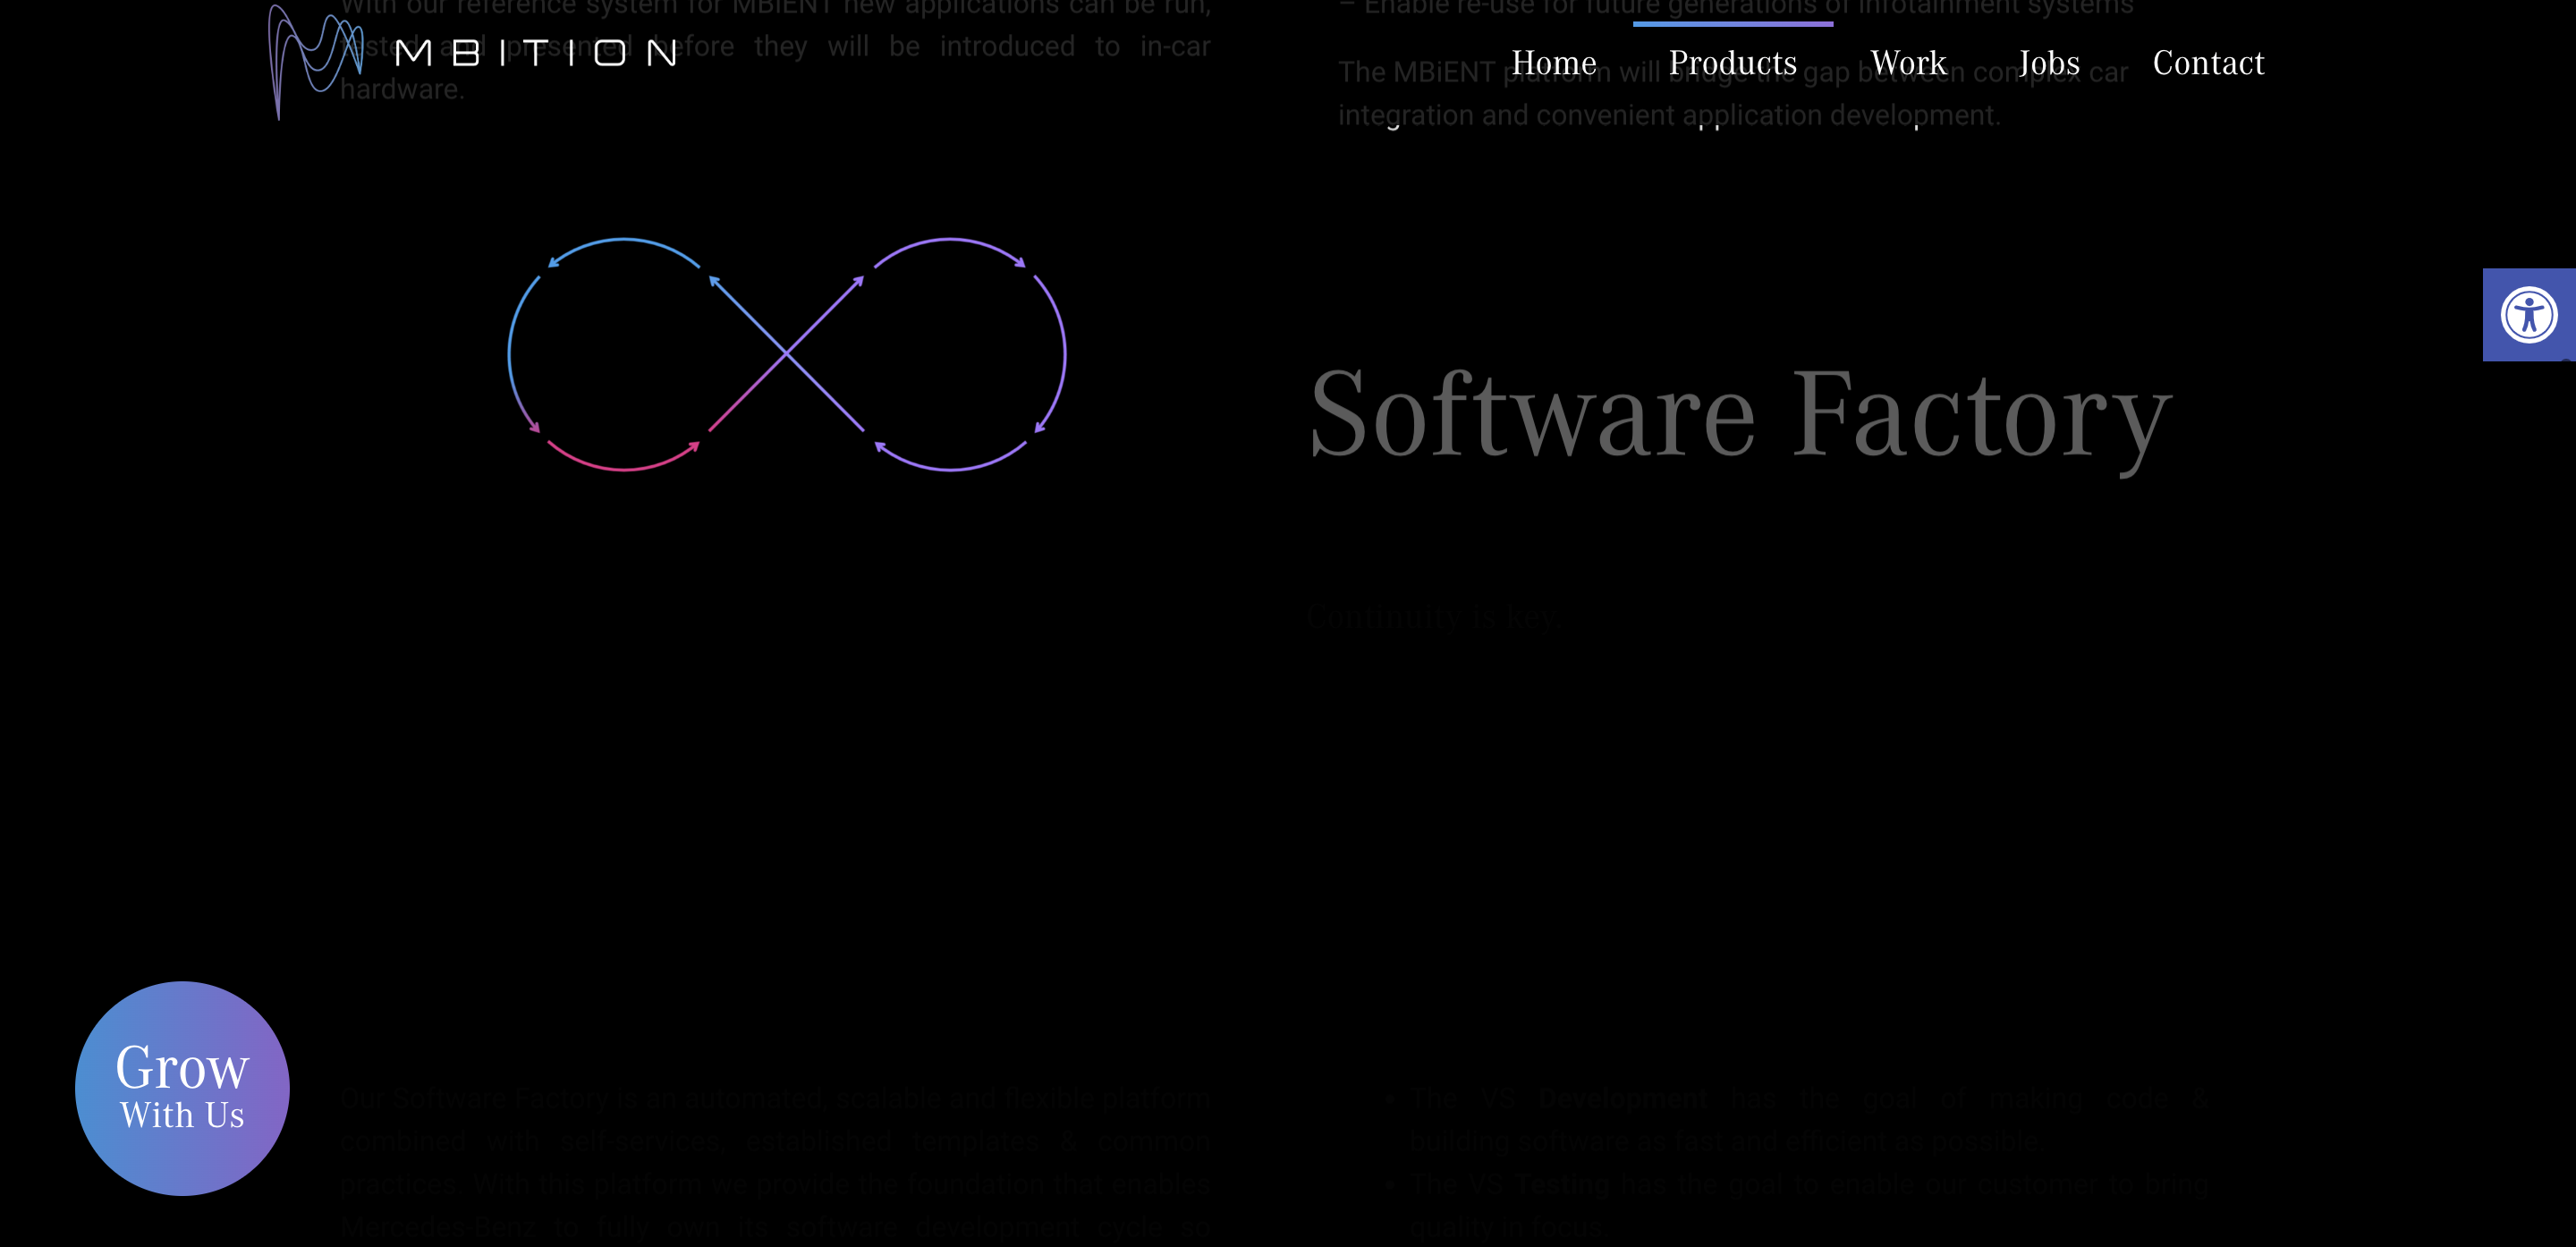 With our reference system for MBiENT new applications can be run,
tested and presented before they will be introduced to in-car
hardware.
– Enable re-use for future generations of infotainment systems
The MBiENT platform will bridge the gap between complex car
integration and convenient application development.
MBITION
Home Products Work Jobs Contact
Software Factory
Continuity is key.
Grow
With Us
Our Software Factory is an automated, scalable and flexible platform
combined with self-services, established templates & common
practices. With this platform we provide the foundation that enables
Mercedes-Benz to fully own its software development cycle so
• The VS Development has the goal of making code &
building software as fast and efficient as possible.
• The VS Testing has the goal to enable our customer to bring
quality in focus.